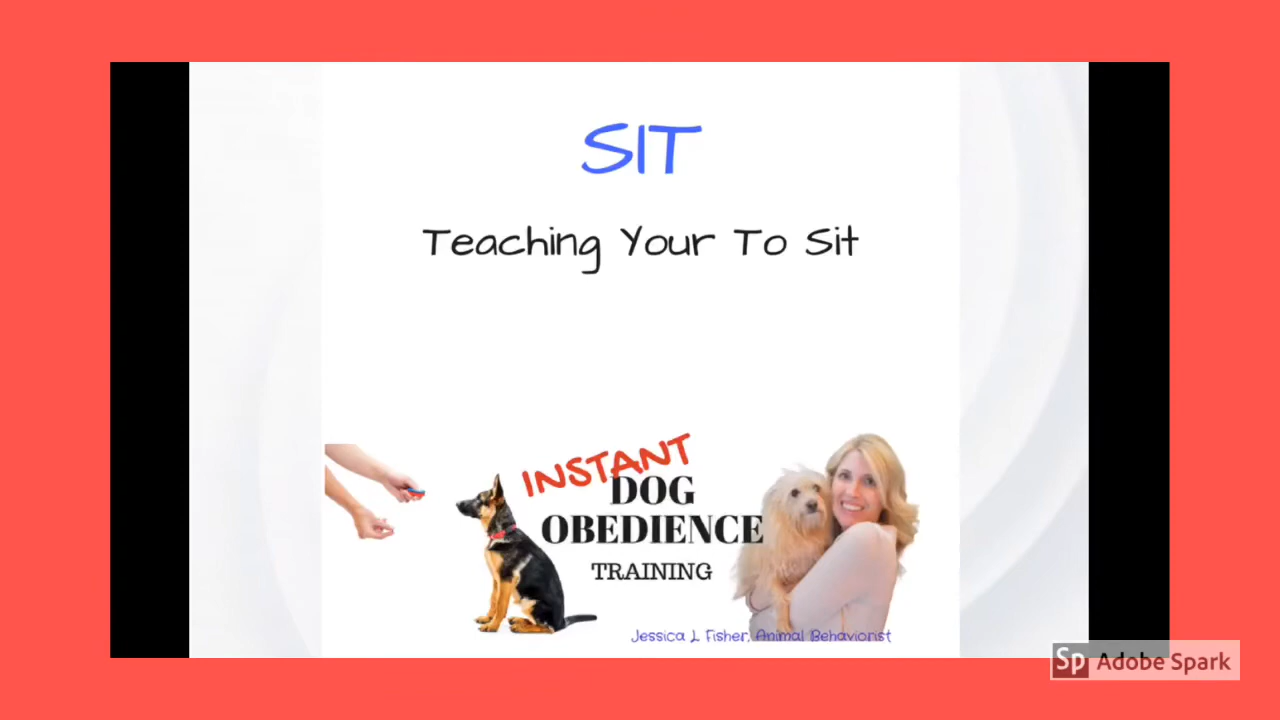 SIT
Teaching Your To Sit
INSTANT
DOG
OBEDIENCE
TRAINING
Jessica L Fisher, Animal Behaviorist
Sp Adobe Spark